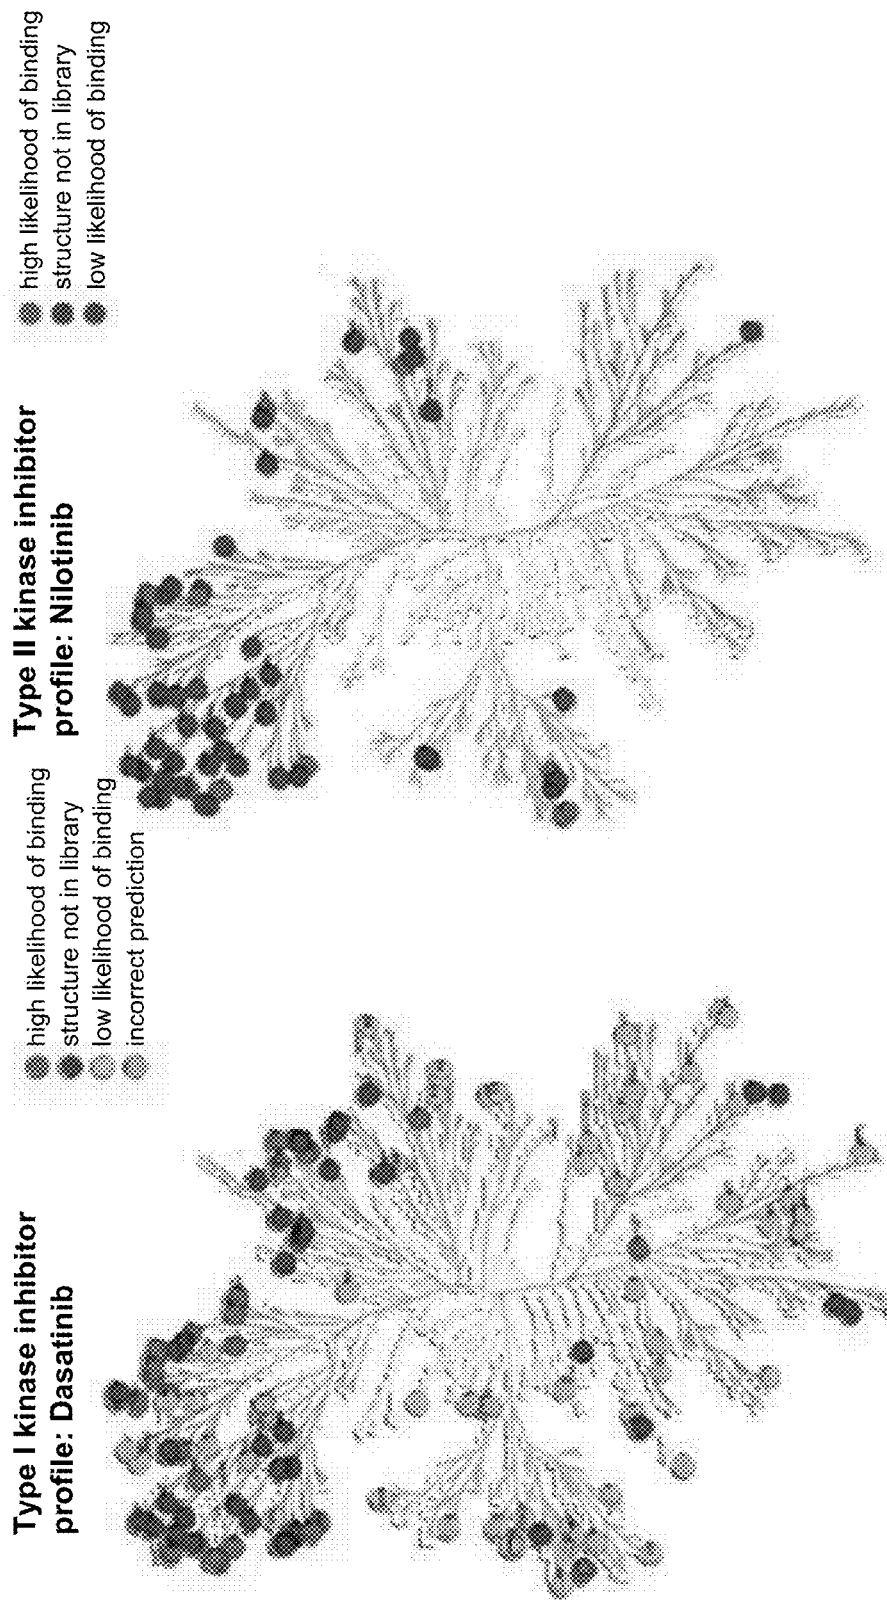 Type I kinase inhibitor
profile: Dasatinib
high likelihood of binding
structure not in library
low likelihood of binding
incorrect prediction
Type II kinase inhibitor
profile: Nilotinib
high likelihood of binding
structure not in library
low likelihood of binding